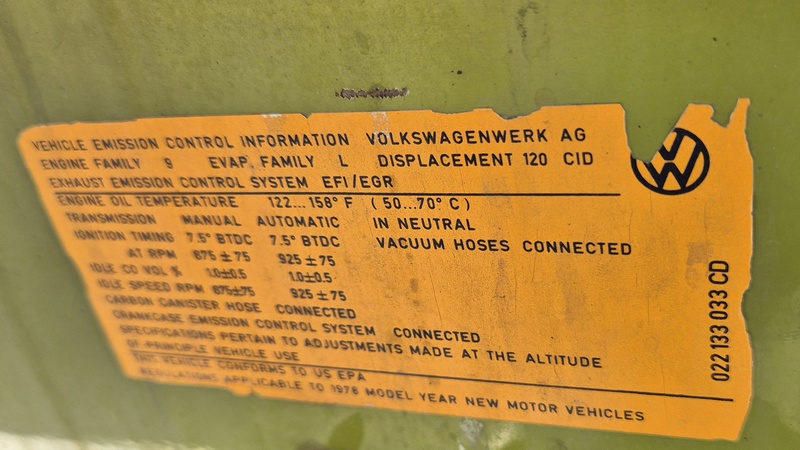 VEHICLE EMISSION CONTROL INFORMATION VOLKSWAGENWERK AG
ENGINE FAMILY 9 EVAP. FAMILY L DISPLACEMENT 120 CID
EXHAUST EMISSION CONTROL SYSTEM EFI/EGR
ENGINE OIL TEMPERATURE 122...158° F (50...70° C)
TRANSMISSION MANUAL AUTOMATIC IN NEUTRAL
IGNITION TIMING 7.5° BTDC 7.5° BTDC VACUUM HOSES CONNECTED
AT RPM 875 ± 75 925 ± 75
IDLE CO VOL % 1.0±0.5 1.0±0.5
IDLE SPEED RPM 875±75 925 ± 75
CARBON CANISTER HOSE CONNECTED
CRANKCASE EMISSION CONTROL SYSTEM CONNECTED
SPECIFICATIONS PERTAIN TO ADJUSTMENTS MADE AT THE ALTITUDE
OF PRINCIPLE VEHICLE USE
THIS VEHICLE CONFORMS TO US EPA
REGULATIONS APPLICABLE TO 1978 MODEL YEAR NEW MOTOR VEHICLES
VW
022 133 033 CD